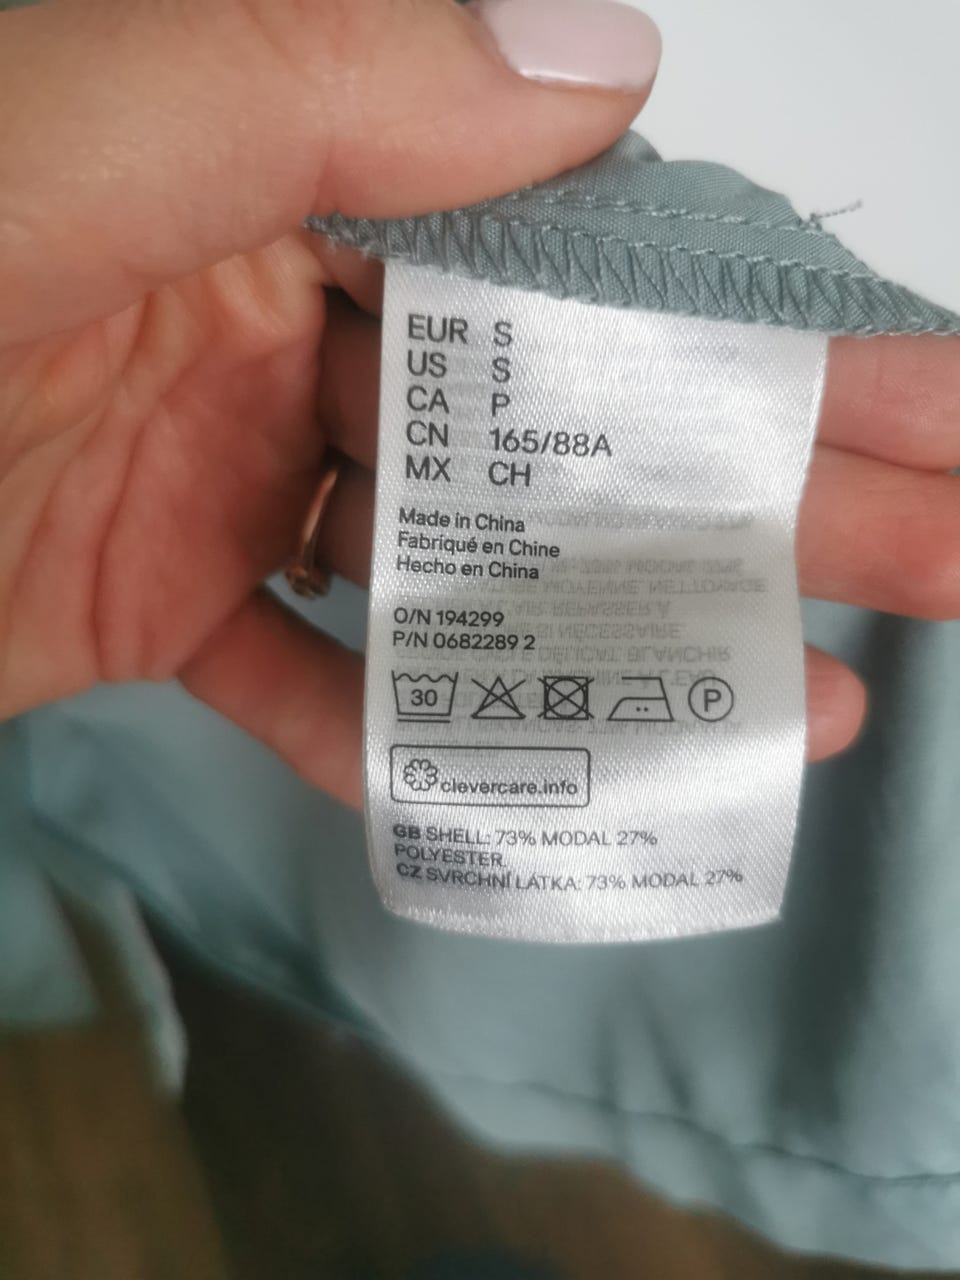 EUR S
US S
CA P
CN 165/88A
MX CH
Made in China
Fabriqué en Chine
Hecho en China
O/N 194299
P/N 0682289 2
30 P
clevercare.info
GB SHELL: 73% MODAL 27%
POLYESTER.
CZ SVRCHNÍ LÁTKA: 73% MODAL 27%